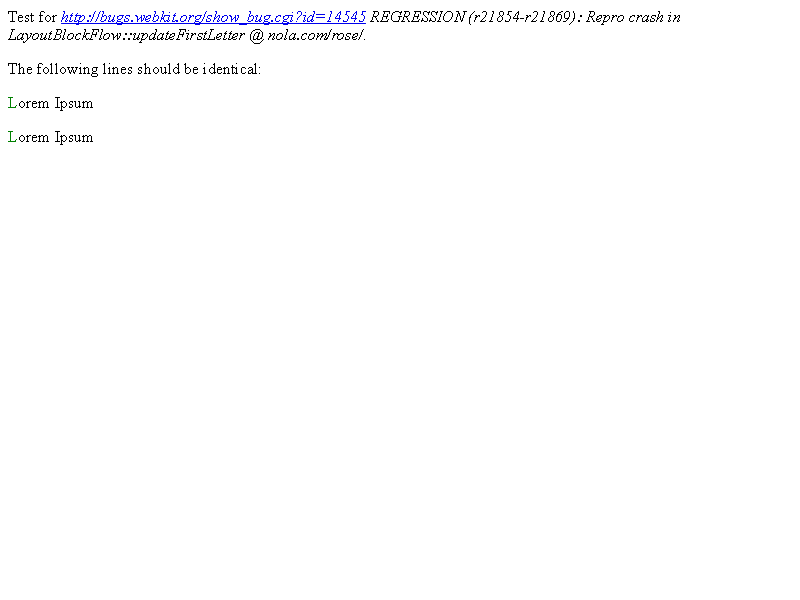 Test for http://bugs.webkit.org/show_bug.cgi?id=14545 REGRESSION (r21854-r21869): Repro crash in
LayoutBlockFlow::updateFirstLetter @ nola.com/rose/.
The following lines should be identical:
Lorem Ipsum
Lorem Ipsum